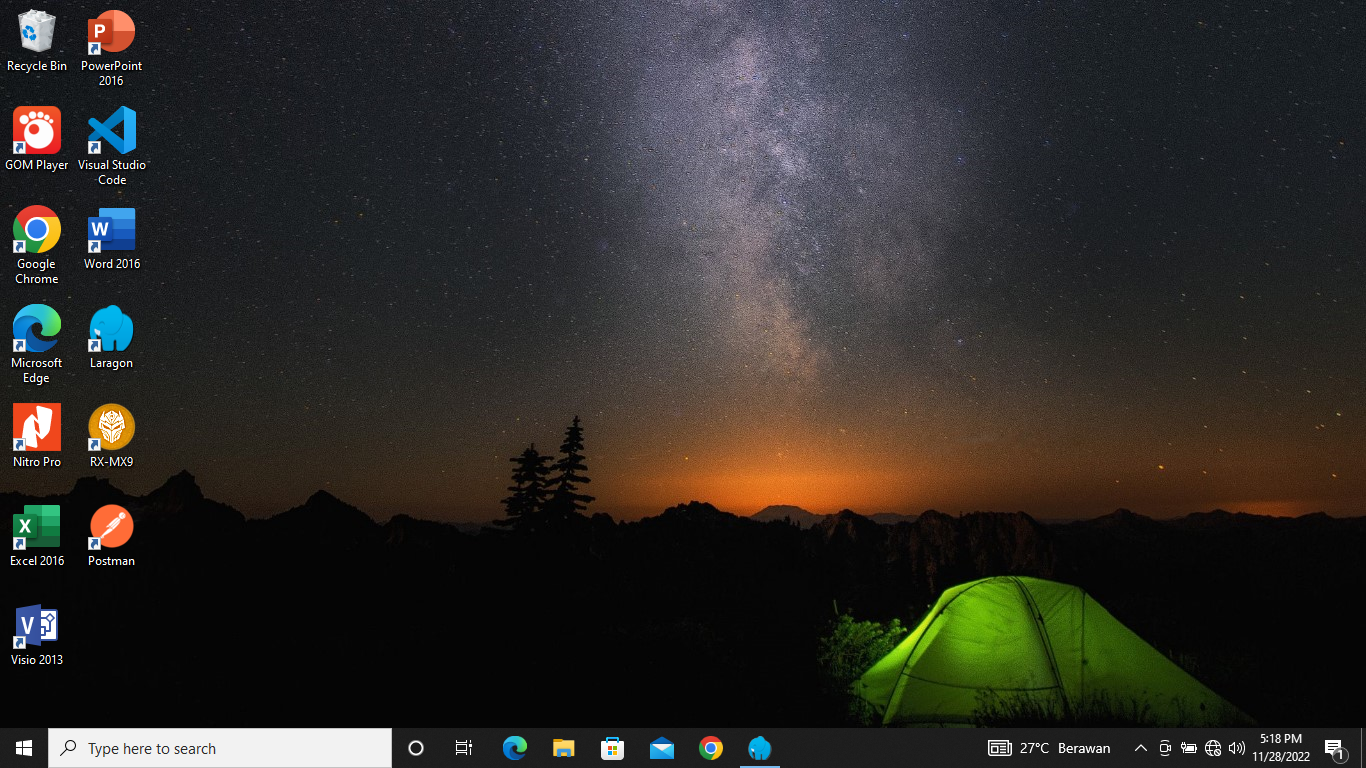 Recycle Bin
PowerPoint
2016
GOM Player
Visual Studio
Code
Google
Chrome
Word 2016
Microsoft
Edge
Laragon
Nitro Pro
RX-MX9
Excel 2016
Postman
Visio 2013
Type here to search
27°C Berawan
5:18 PM
11/28/2022
1